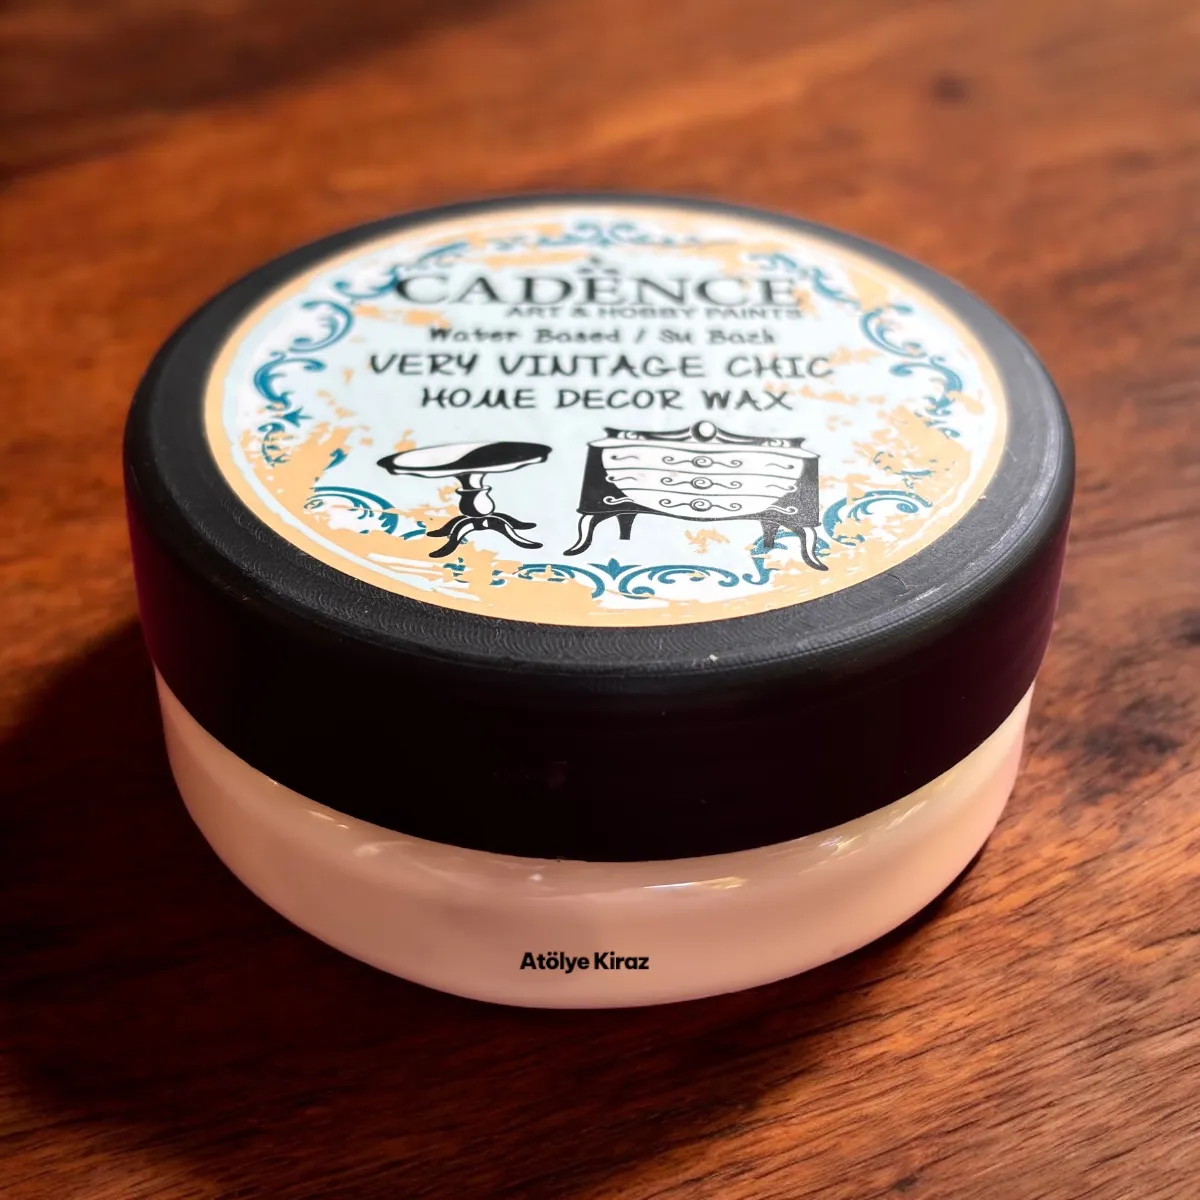 CADENCE
ART & HOBBY PAINTS
Water Based / Su Bazlı
VERY VINTAGE CHIC
HOME DECOR WAX
Atölye Kiraz